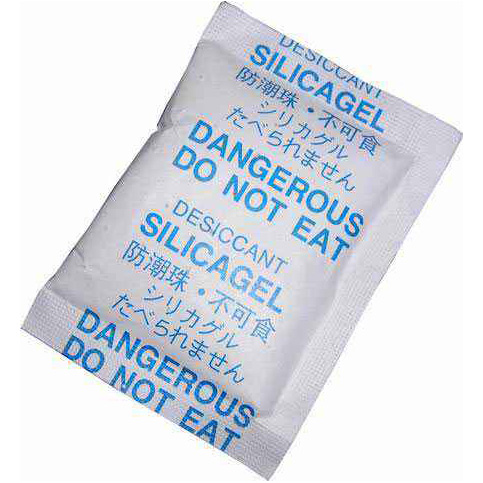 DESICCANT
SILICAGEL
防潮珠・不可食
シリカゲル
たべられません
DANGEROUS
DO NOT EAT
DESICCANT
SILICAGEL
防潮珠・不可食
シリカゲル
たべられません
DANGEROUS
DO NOT EAT